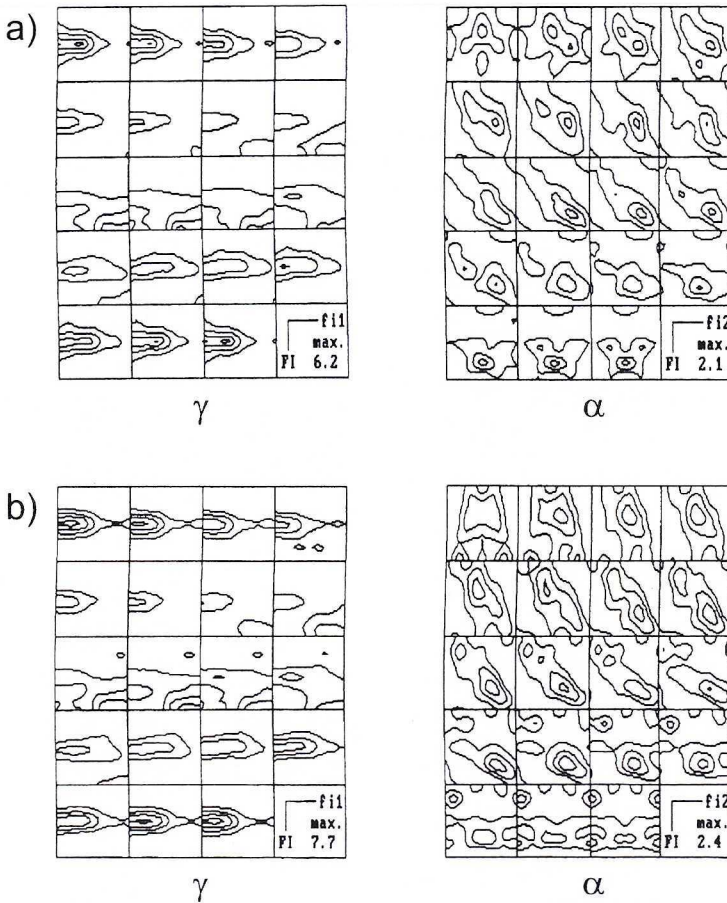 a)
fi1
max.
FI 6.2
γ
fi2
max.
FI 2.1
α
b)
fi1
max.
FI 7.7
γ
fi2
max.
FI 2.4
α